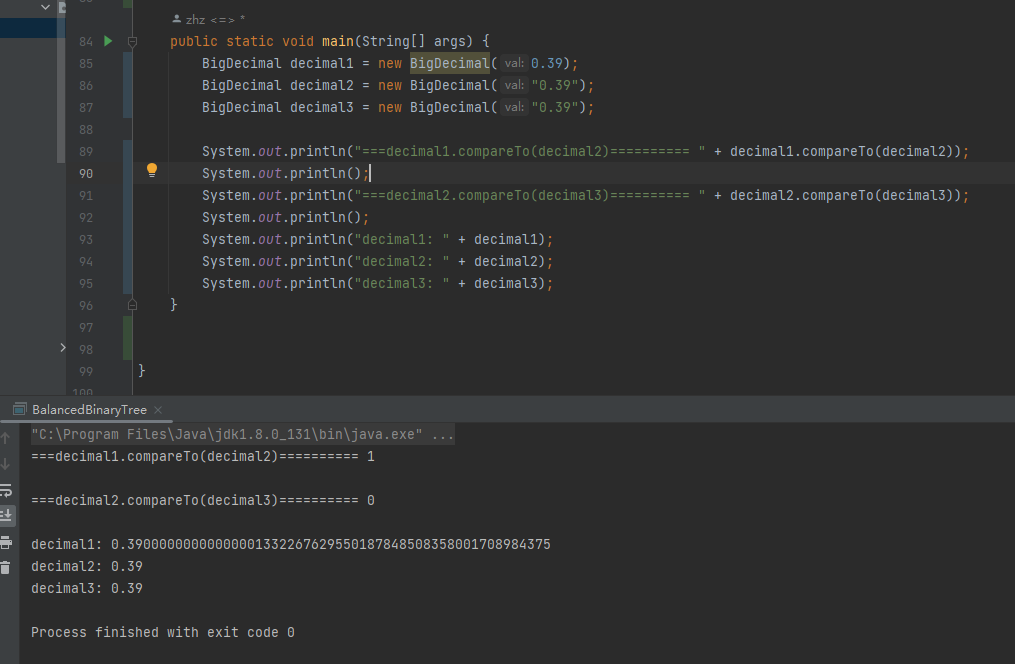 zhz <=> *
84 public static void main(String[] args) {
85 BigDecimal decimal1 = new BigDecimal( val: 0.39);
86 BigDecimal decimal2 = new BigDecimal( val: "0.39");
87 BigDecimal decimal3 = new BigDecimal( val: "0.39");
88
89 System.out.println("===decimal1.compareTo(decimal2)========== " + decimal1.compareTo(decimal2));
90 System.out.println();
91 System.out.println("===decimal2.compareTo(decimal3)========== " + decimal2.compareTo(decimal3));
92 System.out.println();
93 System.out.println("decimal1: " + decimal1);
94 System.out.println("decimal2: " + decimal2);
95 System.out.println("decimal3: " + decimal3);
96 }
97
98
99 }
100
BalancedBinaryTree
"C:\Program Files\Java\jdk1.8.0_131\bin\java.exe" ...
===decimal1.compareTo(decimal2)========== 1
===decimal2.compareTo(decimal3)========== 0
decimal1: 0.39000000000000001332267629550187848508358001708984375
decimal2: 0.39
decimal3: 0.39
Process finished with exit code 0